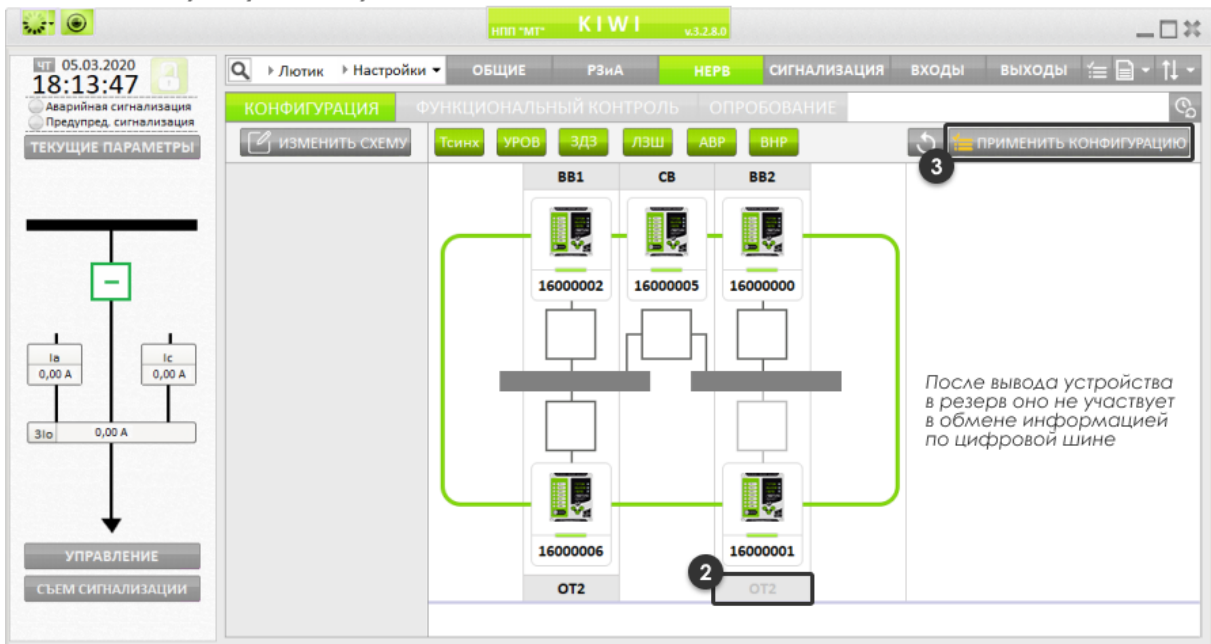 НПП "МТ" KIWI v.3.2.8.0
ЧТ 05.03.2020
18:13:47
Аварийная сигнализация
Предупред. сигнализация
ТЕКУЩИЕ ПАРАМЕТРЫ
Лютик Настройки ОБЩИЕ РЗиА НЕРВ СИГНАЛИЗАЦИЯ ВХОДЫ ВЫХОДЫ
КОНФИГУРАЦИЯ ФУНКЦИОНАЛЬНЫЙ КОНТРОЛЬ ОПРОБОВАНИЕ
ИЗМЕНИТЬ СХЕМУ Тсинх УРОВ ЗДЗ ЛЗШ АВР ВНР ПРИМЕНИТЬ КОНФИГУРАЦИЮ
3
ВВ1 СВ ВВ2
16000002 16000005 16000000
Ia Ic
0,00 А 0,00 А
3Io 0,00 А
После вывода устройства
в резерв оно не участвует
в обмене информацией
по цифровой шине
16000006 16000001
2
ОТ2 ОТ2
УПРАВЛЕНИЕ
СЪЕМ СИГНАЛИЗАЦИИ